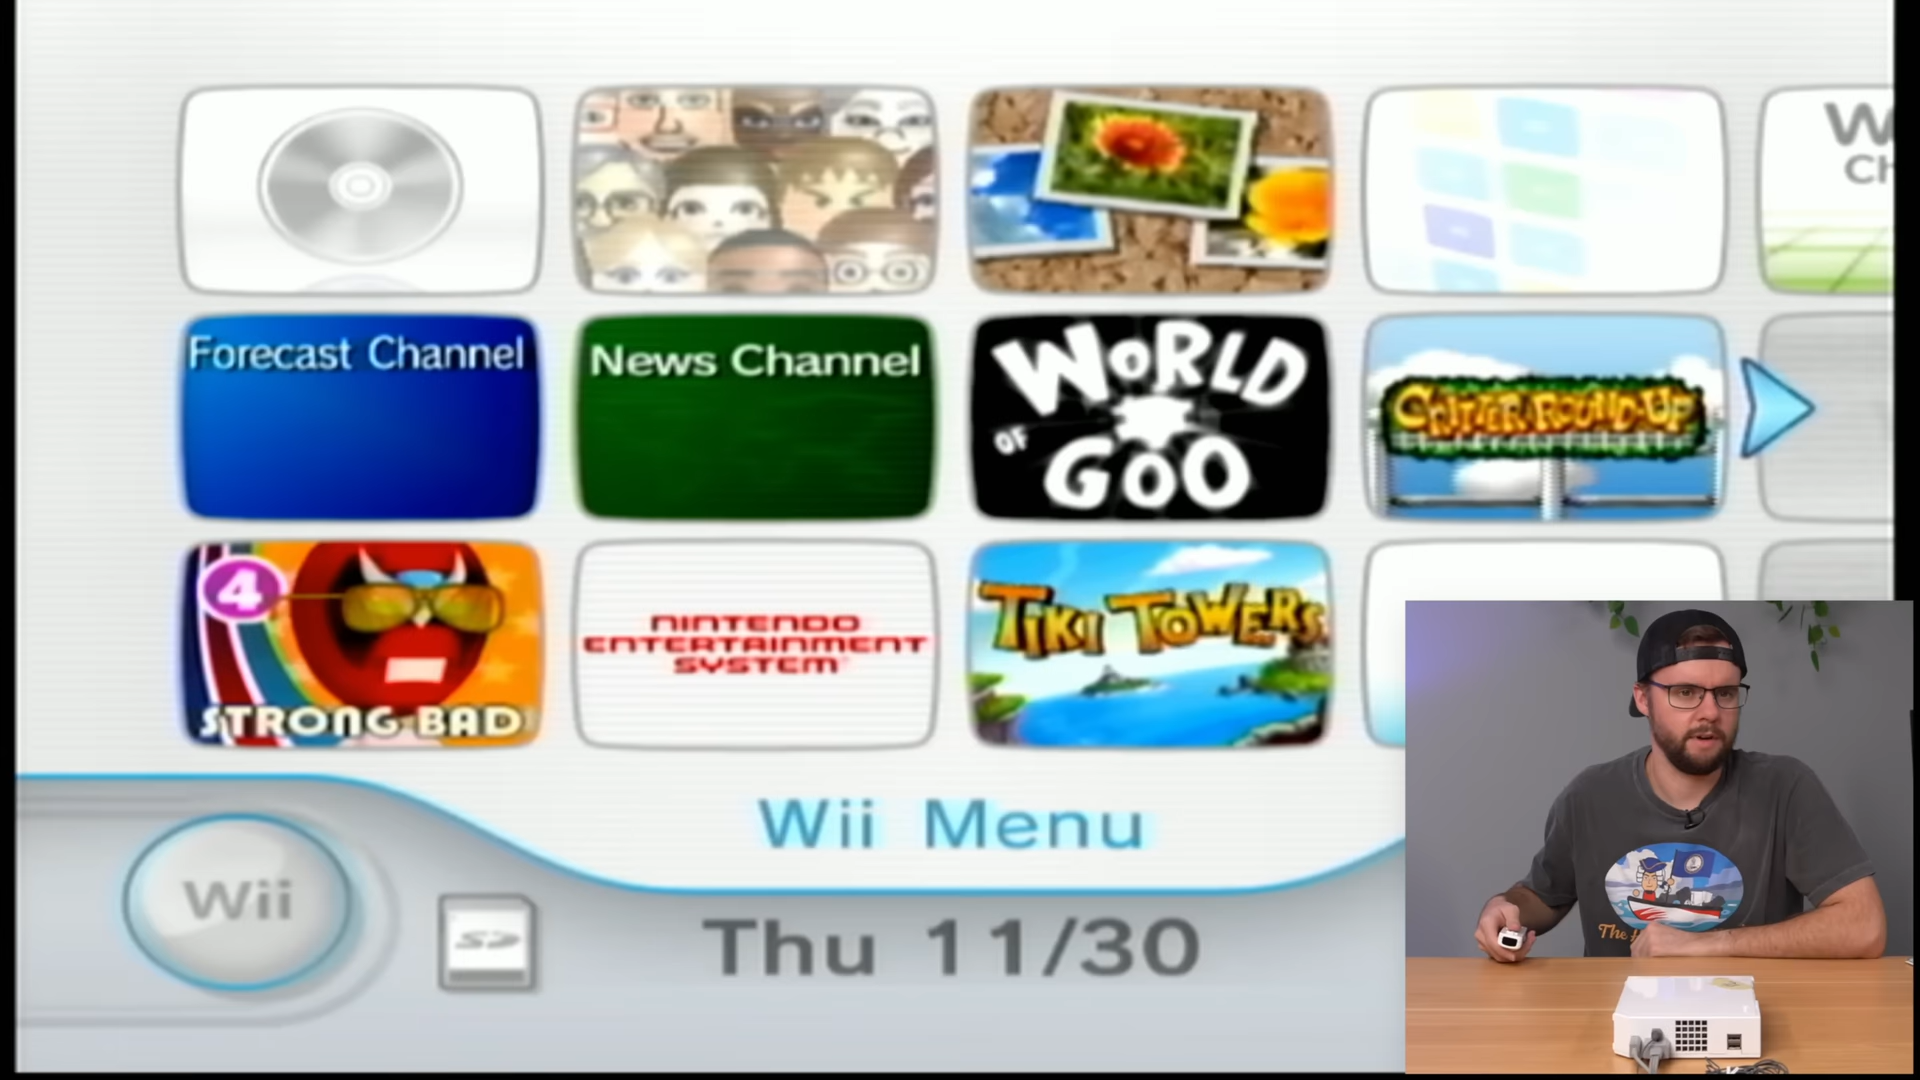 Forecast Channel
News Channel
WORLD
OF
GOO
CRITTER ROUND-UP
4
STRONG BAD
NINTENDO
ENTERTAINMENT
SYSTEM
TIKI TOWERS
Wii Menu
Wii
SD
Thu 11/30
The